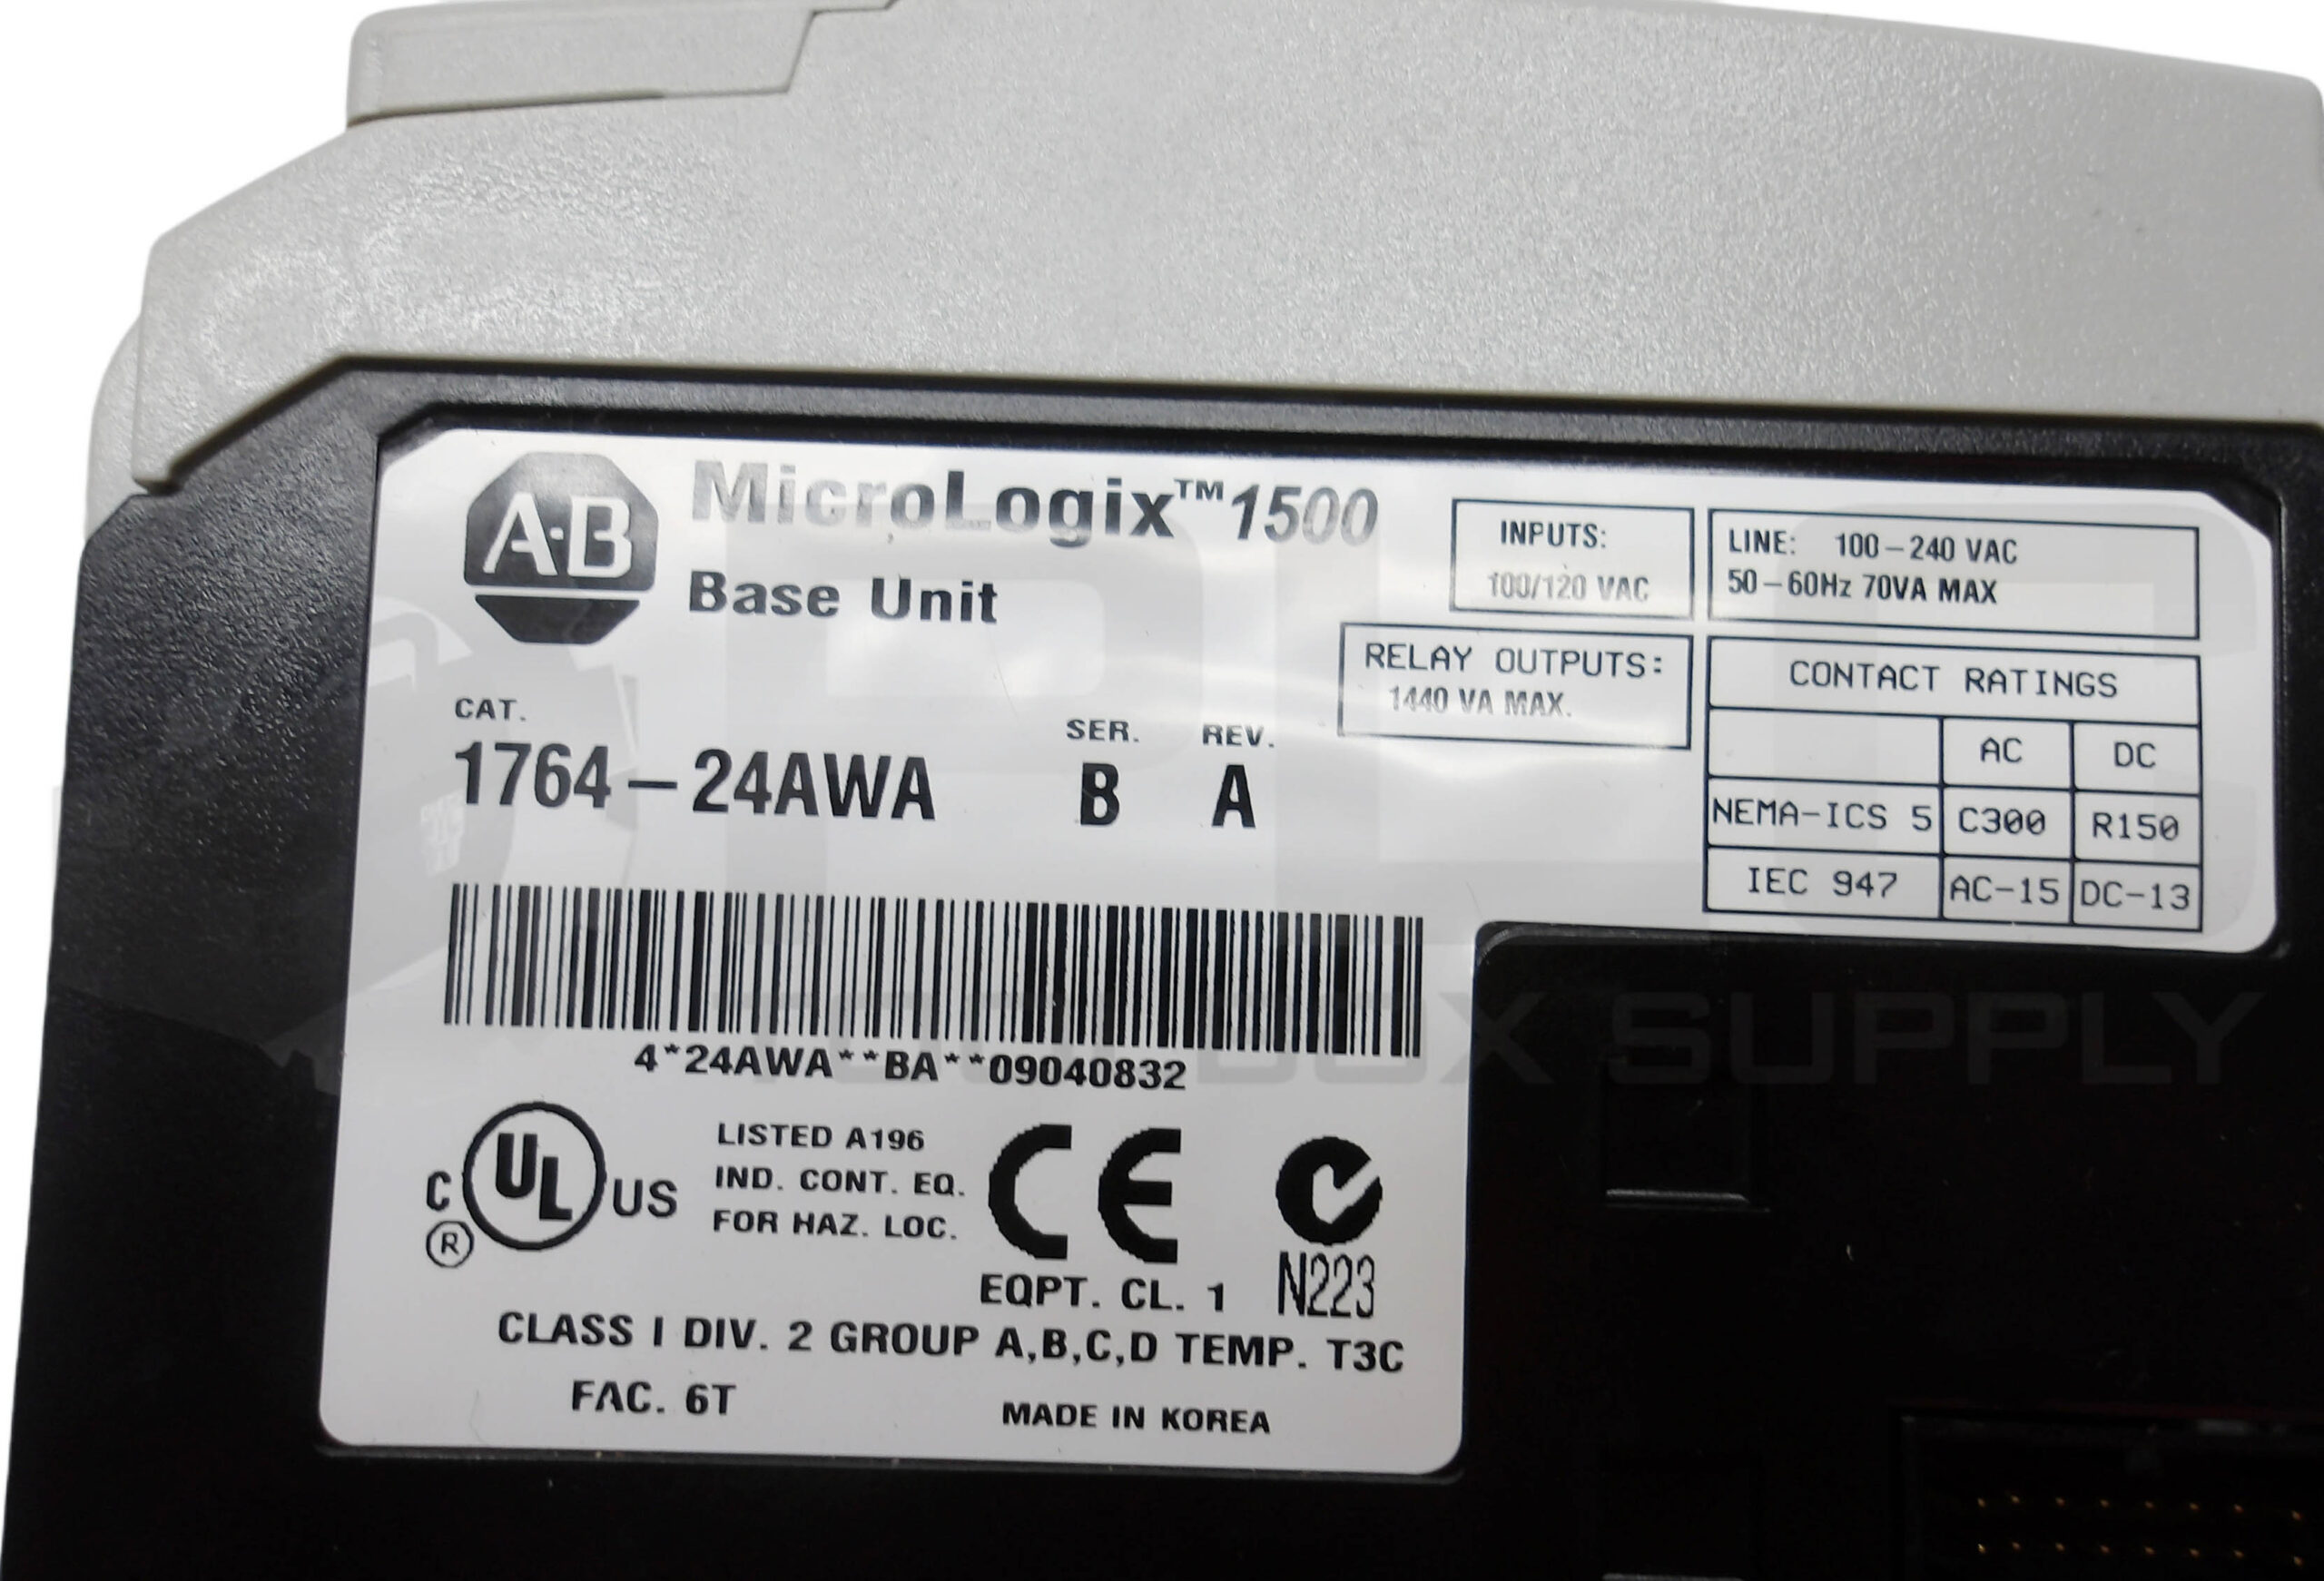 A·B
MicroLogix™1500
Base Unit
INPUTS:
100/120 VAC
LINE: 100-240 VAC
50-60Hz 70VA MAX
RELAY OUTPUTS:
1440 VA MAX.
CONTACT RATINGS
AC DC
NEMA-ICS 5 C300 R150
IEC 947 AC-15 DC-13
CAT. SER. REV.
1764-24AWA B A
4*24AWA**BA**09040832
C UL US
®
LISTED A196
IND. CONT. EQ.
FOR HAZ. LOC.
CE
N223
EQPT. CL. 1
CLASS I DIV. 2 GROUP A,B,C,D TEMP. T3C
FAC. 6T
MADE IN KOREA
PLC
SUPPLY